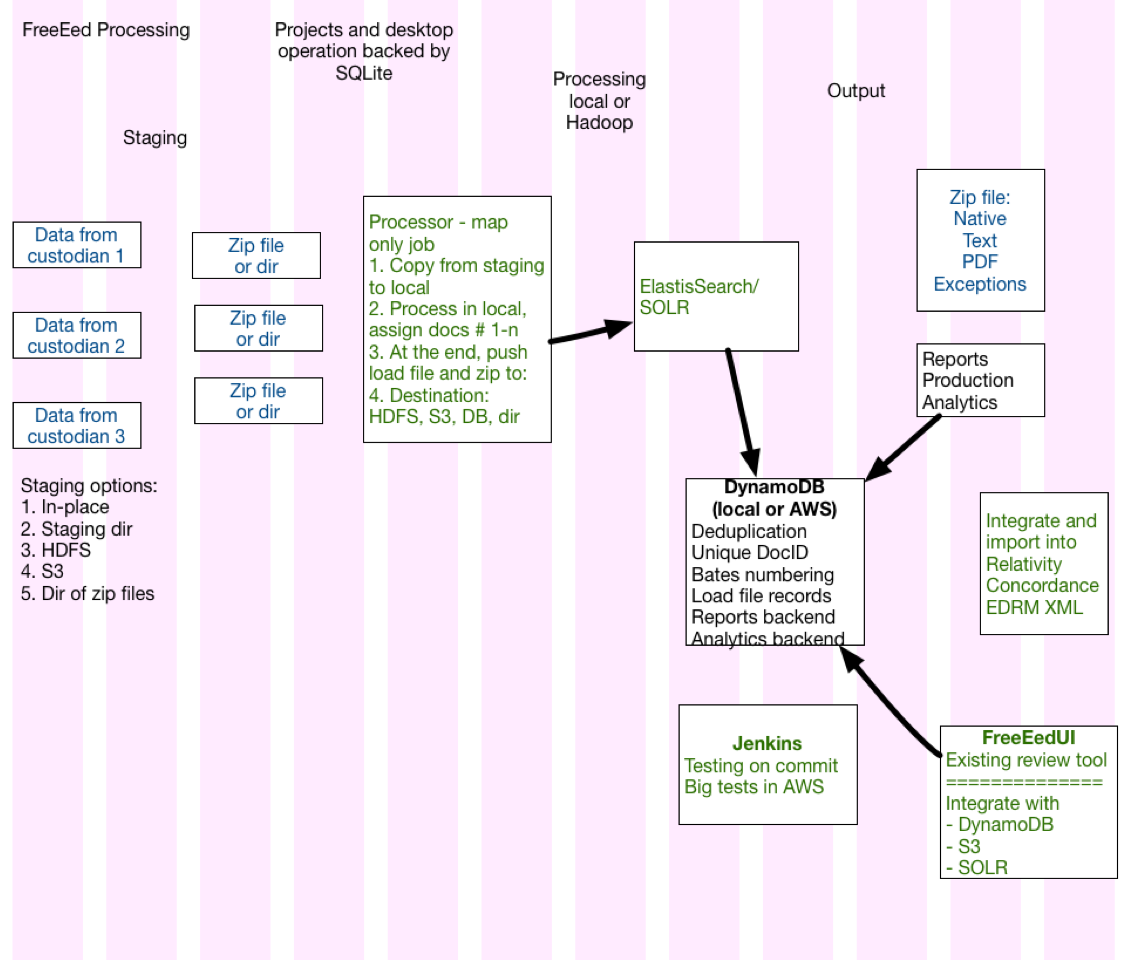 FreeEed Processing
Projects and desktop
operation backed by
SQLite
Processing
local or
Hadoop
Output
Staging
Data from
custodian 1
Data from
custodian 2
Data from
custodian 3
Zip file
or dir
Zip file
or dir
Zip file
or dir
Staging options:
1. In-place
2. Staging dir
3. HDFS
4. S3
5. Dir of zip files
Processor - map
only job
1. Copy from staging
to local
2. Process in local,
assign docs # 1-n
3. At the end, push
load file and zip to:
4. Destination:
HDFS, S3, DB, dir
ElastisSearch/
SOLR
Zip file:
Native
Text
PDF
Exceptions
Reports
Production
Analytics
DynamoDB
(local or AWS)
Deduplication
Unique DocID
Bates numbering
Load file records
Reports backend
Analytics backend
Integrate and
import into
Relativity
Concordance
EDRM XML
Jenkins
Testing on commit
Big tests in AWS
FreeEedUI
Existing review tool
==============
Integrate with
- DynamoDB
- S3
- SOLR